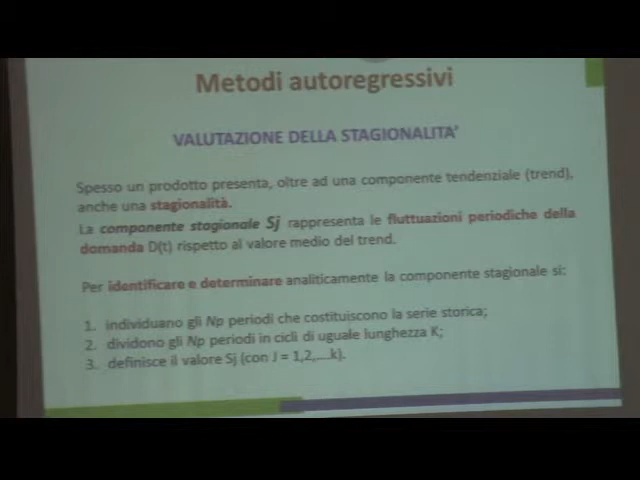 Metodi autoregressivi
VALUTAZIONE DELLA STAGIONALITA'
Spesso un prodotto presenta, oltre ad una componente tendenziale (trend),
anche una stagionalità.
La componente stagionale Sj rappresenta le fluttuazioni periodiche della
domanda D(t) rispetto al valore medio del trend.
Per identificare e determinare analiticamente la componente stagionale si:
1. individuano gli Np periodi che costituiscono la serie storica;
2. dividono gli Np periodi in cicli di uguale lunghezza K;
3. definisce il valore Sj (con J = 1,2,....k).